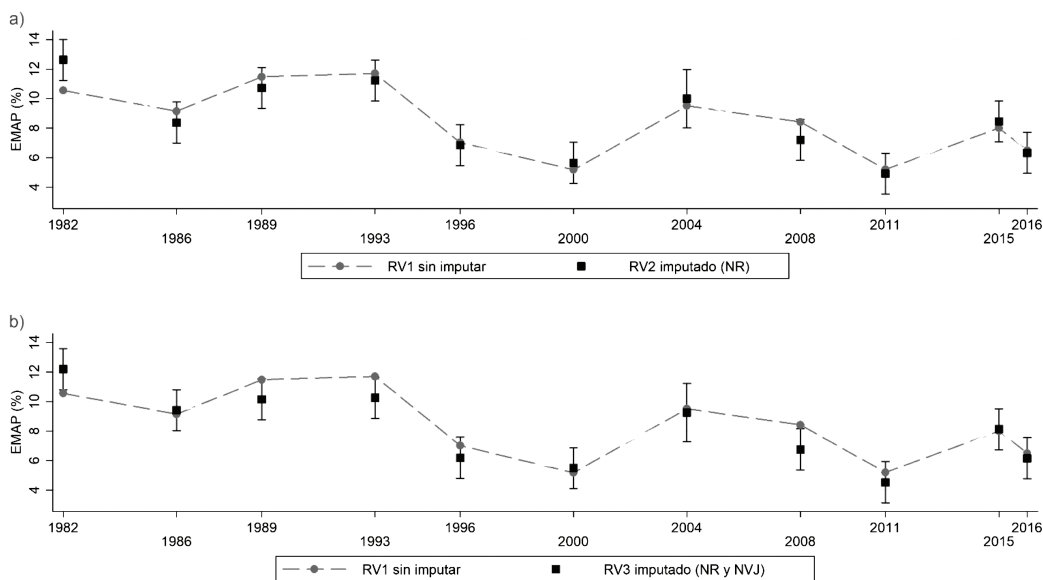 a)
EMAP (%)
14
12
10
8
6
4
1982 1989 1993 1996 2000 2004 2008 2011 2016
1986 2015
RV1 sin imputar RV2 imputado (NR)
b)
EMAP (%)
14
12
10
8
6
4
1982 1989 1996 2004 2011 2016
1986 1993 2000 2008 2015
RV1 sin imputar RV3 imputado (NR y NVJ)